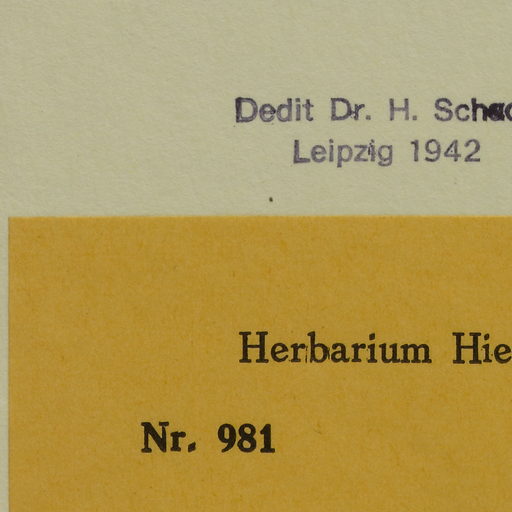 Dedit Dr. H.
Leipzig 1942
Herbarium
Nr. 981